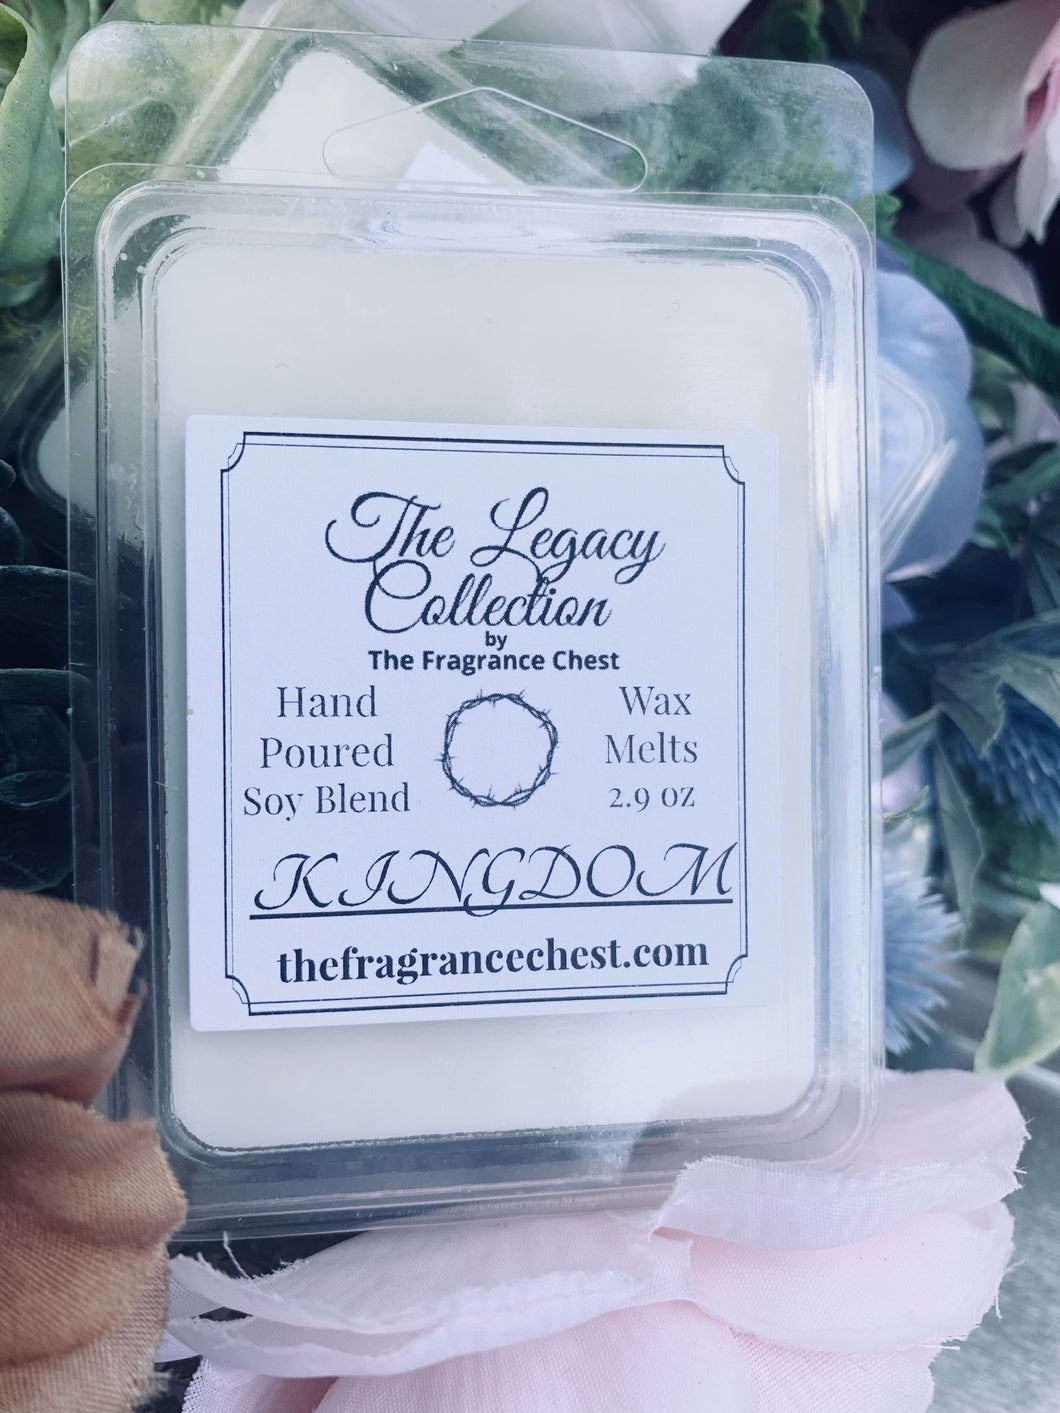 The Legacy
Collection
by
The Fragrance Chest
Hand
Poured
Soy Blend
Wax
Melts
2.9 oz
KINGDOM
thefragrancechest.com